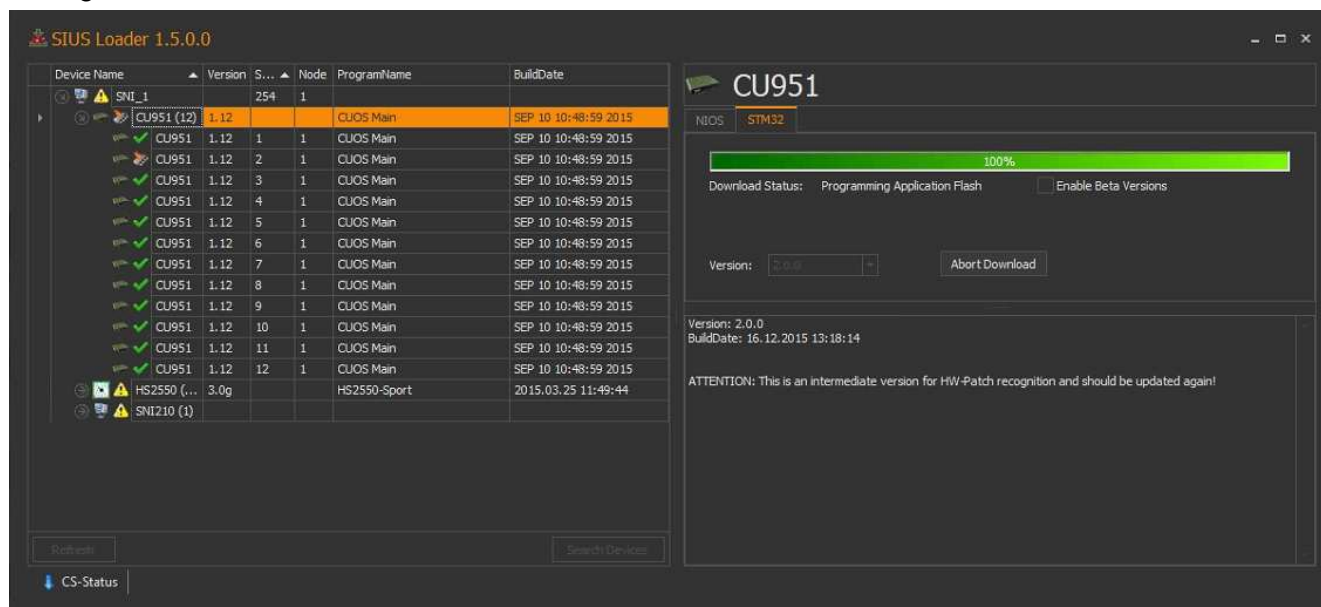 SIUS Loader 1.5.0.0
Device Name Version S... Node ProgramName BuildDate
SNI_1 254 1
CU951 (12) 1.12 CUOS Main SEP 10 10:48:59 2015
CU951 1.12 1 1 CUOS Main SEP 10 10:48:59 2015
CU951 1.12 2 1 CUOS Main SEP 10 10:48:59 2015
CU951 1.12 3 1 CUOS Main SEP 10 10:48:59 2015
CU951 1.12 4 1 CUOS Main SEP 10 10:48:59 2015
CU951 1.12 5 1 CUOS Main SEP 10 10:48:59 2015
CU951 1.12 6 1 CUOS Main SEP 10 10:48:59 2015
CU951 1.12 7 1 CUOS Main SEP 10 10:48:59 2015
CU951 1.12 8 1 CUOS Main SEP 10 10:48:59 2015
CU951 1.12 9 1 CUOS Main SEP 10 10:48:59 2015
CU951 1.12 10 1 CUOS Main SEP 10 10:48:59 2015
CU951 1.12 11 1 CUOS Main SEP 10 10:48:59 2015
CU951 1.12 12 1 CUOS Main SEP 10 10:48:59 2015
HS2550 (... 3.0g HS2550-Sport 2015.03.25 11:49:44
SNI210 (1)
Refresh Search Devices
CS-Status
CU951
NIOS STM32
100%
Download Status: Programming Application Flash Enable Beta Versions
Version: 2.0.0 Abort Download
Version: 2.0.0
BuildDate: 16.12.2015 13:18:14
ATTENTION: This is an intermediate version for HW-Patch recognition and should be updated again!